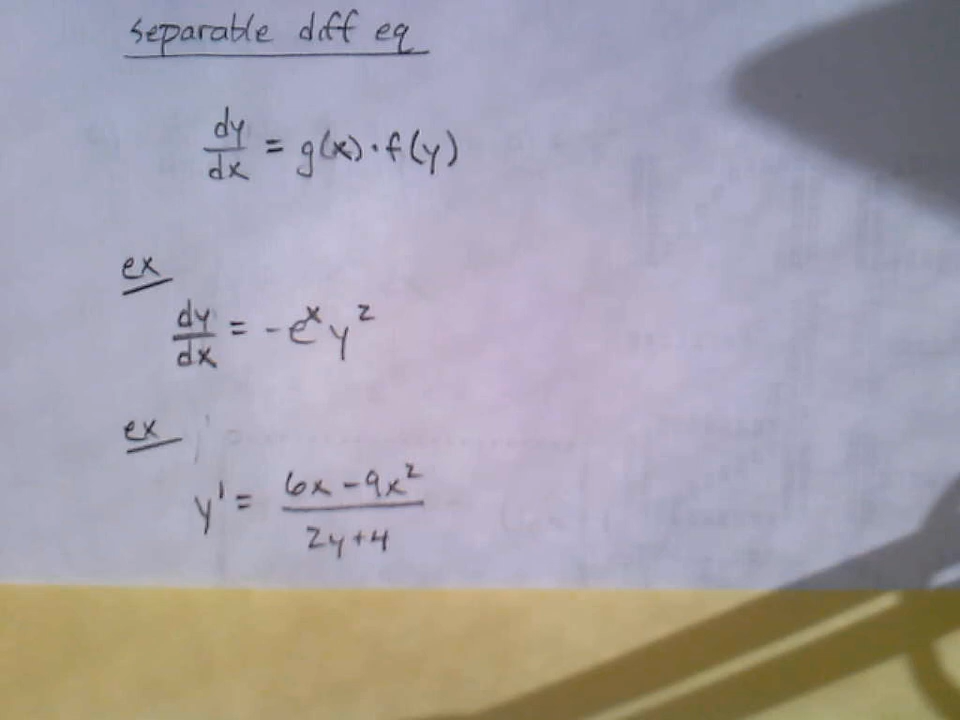 separable diff eq
dy/dx = g(x)·f(y)
ex
dy/dx = -e^x y^2
ex
y' = (6x - 9x^2)/(2y+4)